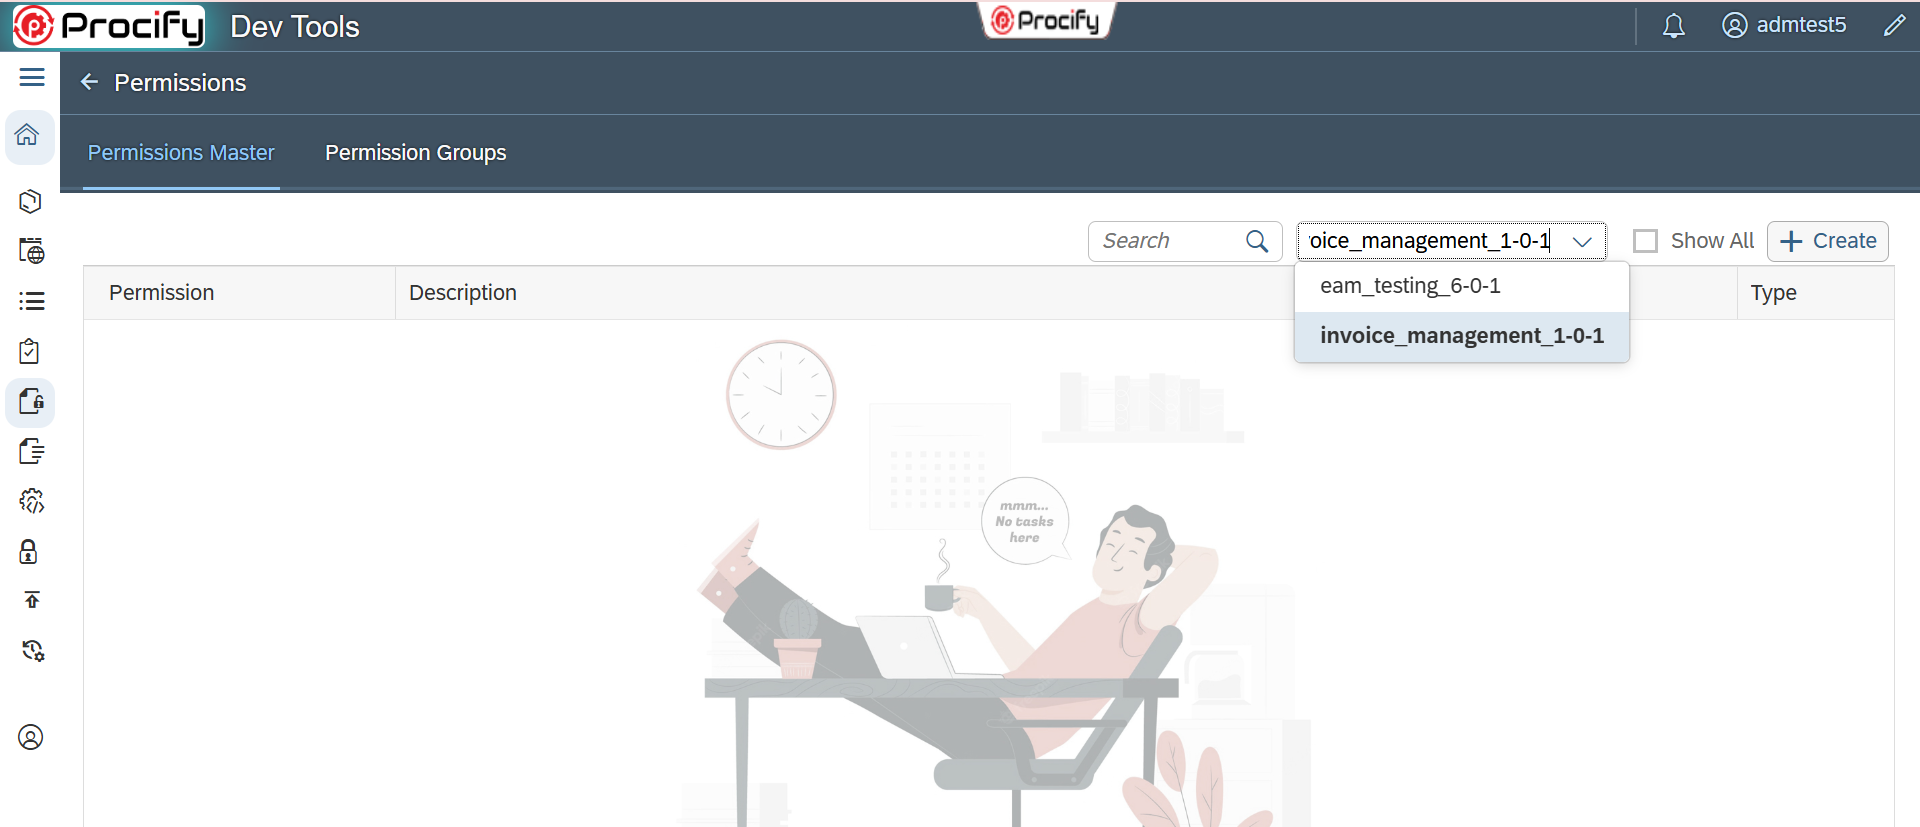 Procify Dev Tools
Procify
admtest5
Permissions
Permissions Master
Permission Groups
Search
voice_management_1-0-1
Show All
Create
eam_testing_6-0-1
invoice_management_1-0-1
Permission
Description
Type
mmm...
No tasks
here